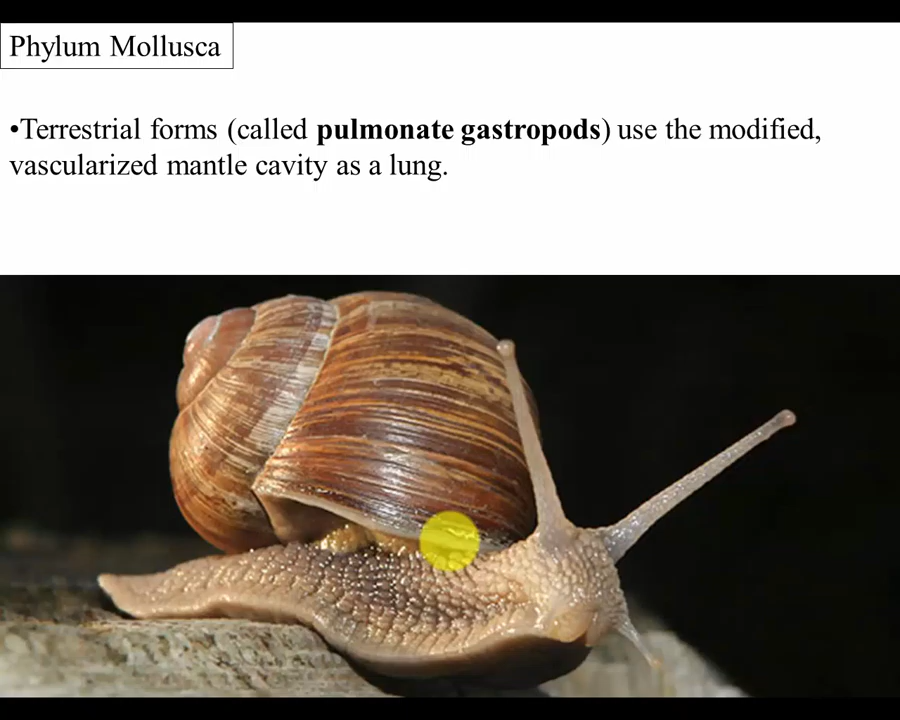 Phylum Mollusca
•Terrestrial forms (called pulmonate gastropods) use the modified,
vascularized mantle cavity as a lung.